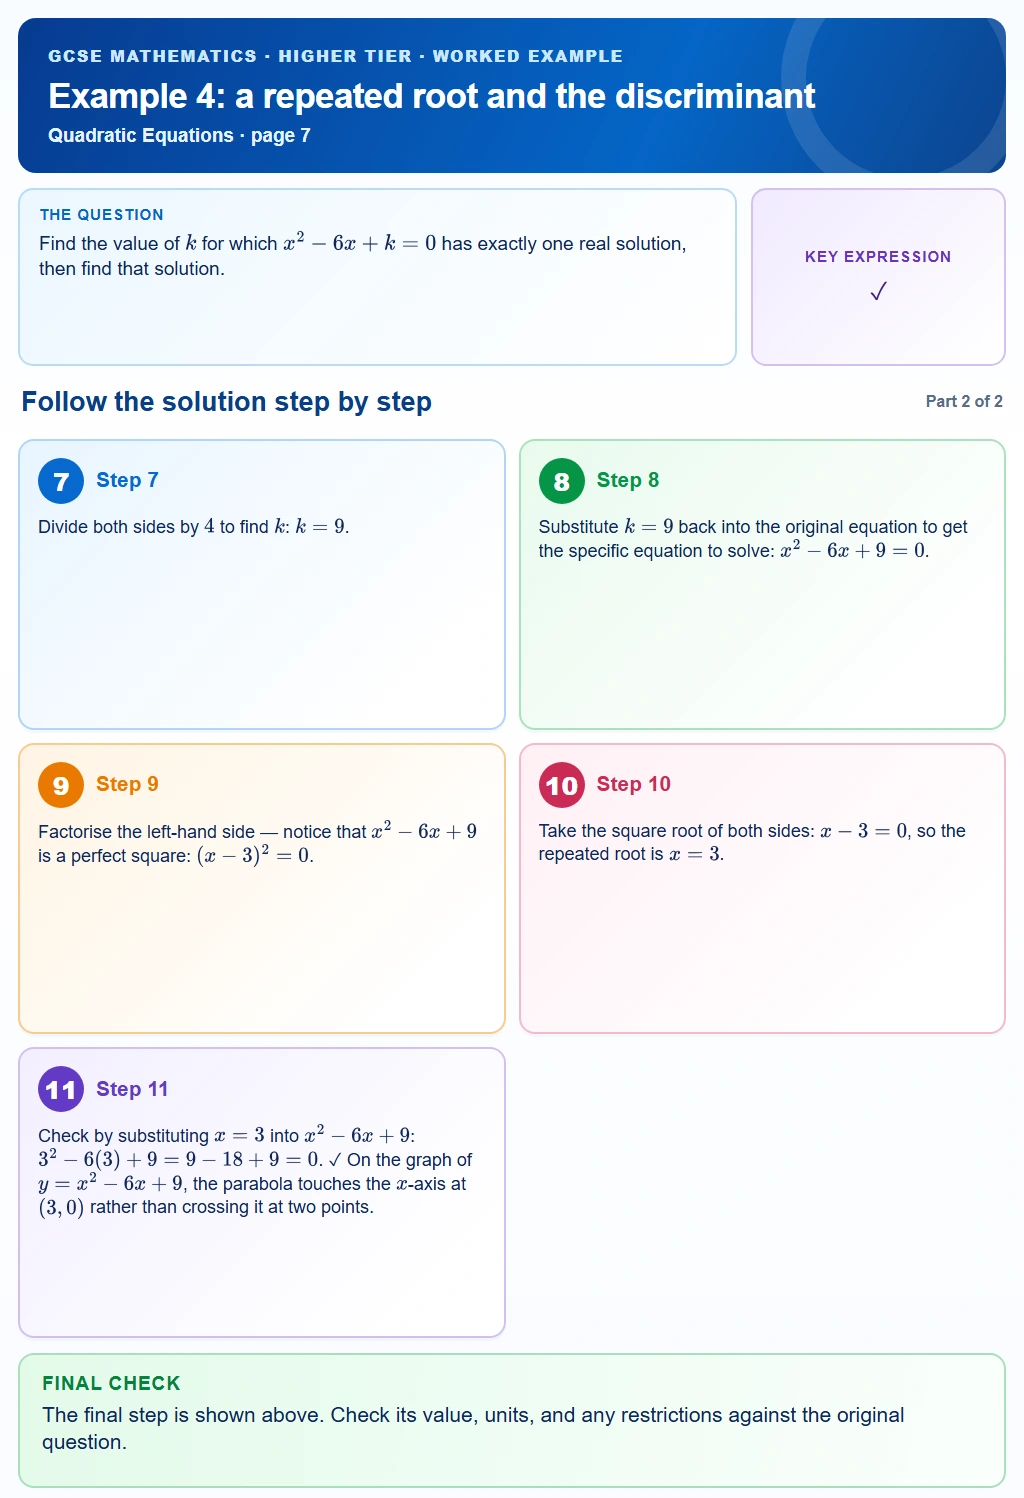 GCSE MATHEMATICS · HIGHER TIER · WORKED EXAMPLE
Example 4: a repeated root and the discriminant
Quadratic Equations · page 7
THE QUESTION
Find the value of k for which x² − 6x + k = 0 has exactly one real solution,
then find that solution.
KEY EXPRESSION
✓
Follow the solution step by step
Part 2 of 2
7 Step 7
Divide both sides by 4 to find k: k = 9.
8 Step 8
Substitute k = 9 back into the original equation to get
the specific equation to solve: x² − 6x + 9 = 0.
9 Step 9
Factorise the left-hand side — notice that x² − 6x + 9
is a perfect square: (x − 3)² = 0.
10 Step 10
Take the square root of both sides: x − 3 = 0, so the
repeated root is x = 3.
11 Step 11
Check by substituting x = 3 into x² − 6x + 9:
3² − 6(3) + 9 = 9 − 18 + 9 = 0. ✓ On the graph of
y = x² − 6x + 9, the parabola touches the x-axis at
(3, 0) rather than crossing it at two points.
FINAL CHECK
The final step is shown above. Check its value, units, and any restrictions against the original
question.